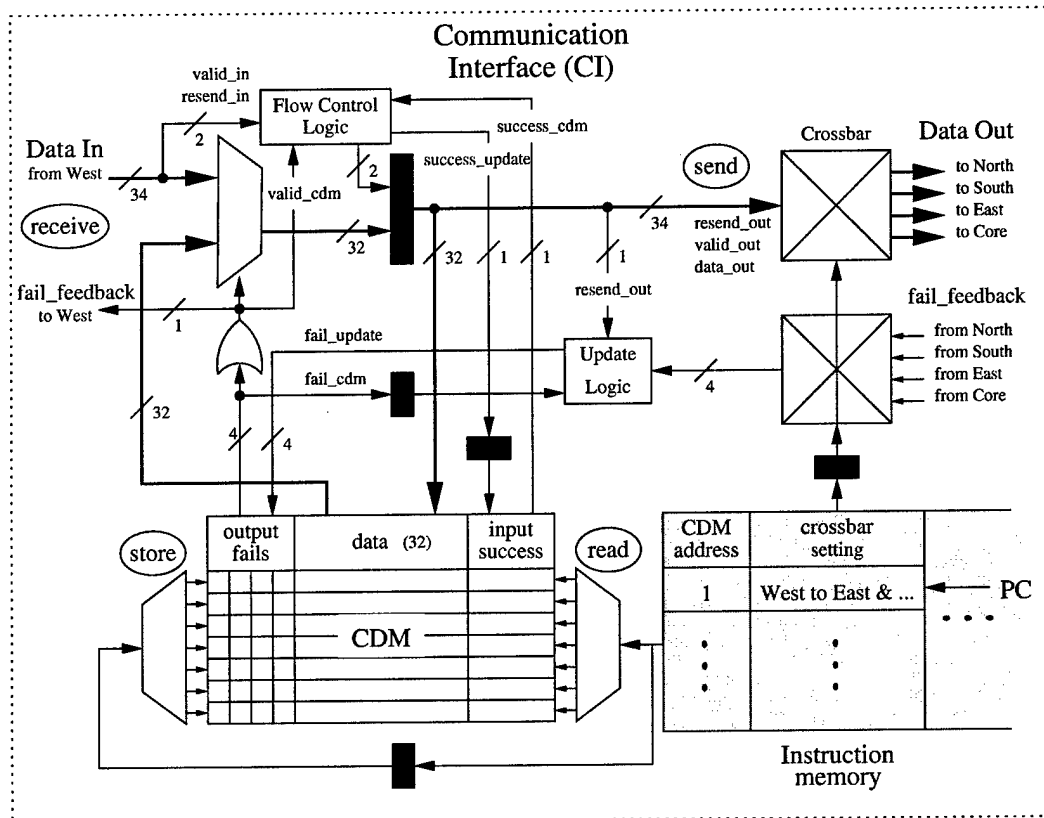 Communication
Interface (CI)
valid_in
resend_in
Flow Control
Logic
success_cdm
Crossbar
Data Out
Data In
from West
2
34
valid_cdm
2
success_update
send
to North
to South
to East
to Core
receive
32
32
1
1
1
34
resend_out
valid_out
data_out
fail_feedback
to West
1
resend_out
fail_feedback
from North
from South
from East
from Core
fail_update
Update
Logic
fail_cdm
4
32
4
4
output
fails
data (32)
input
success
store
read
CDM
CDM
address
crossbar
setting
1
West to East & ...
PC
Instruction
memory